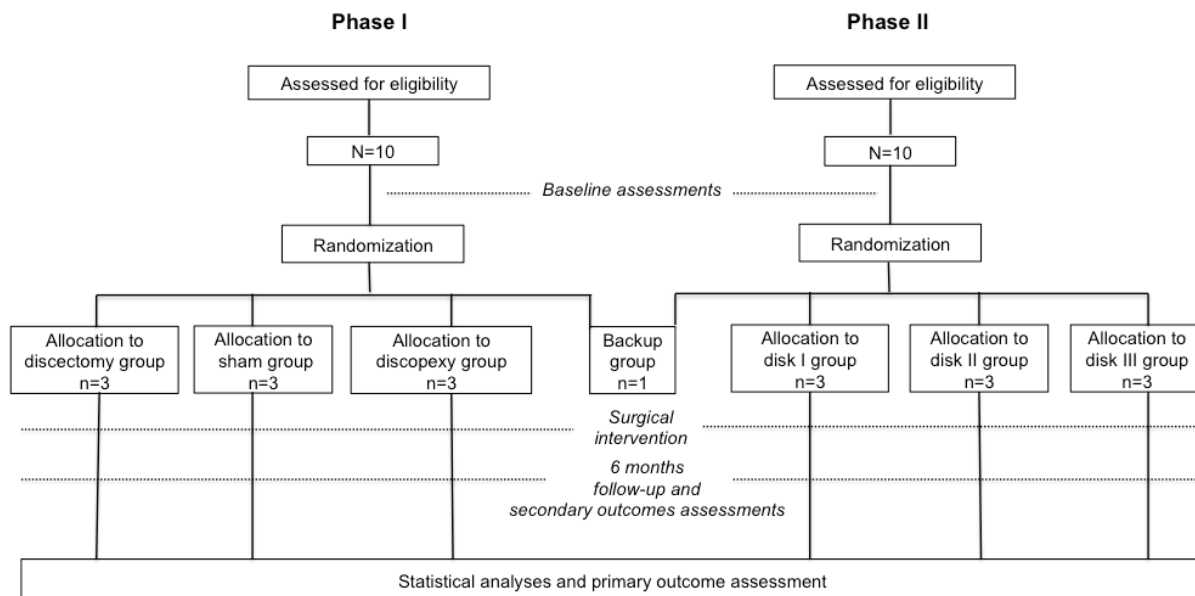 Phase I
Phase II
Assessed for eligibility
Assessed for eligibility
N=10
N=10
Baseline assessments
Randomization
Randomization
Allocation to
discectomy group
n=3
Allocation to
sham group
n=3
Allocation to
discopexy group
n=3
Backup
group
n=1
Allocation to
disk I group
n=3
Allocation to
disk II group
n=3
Allocation to
disk III group
n=3
Surgical
intervention
6 months
follow-up and
secondary outcomes assessments
Statistical analyses and primary outcome assessment